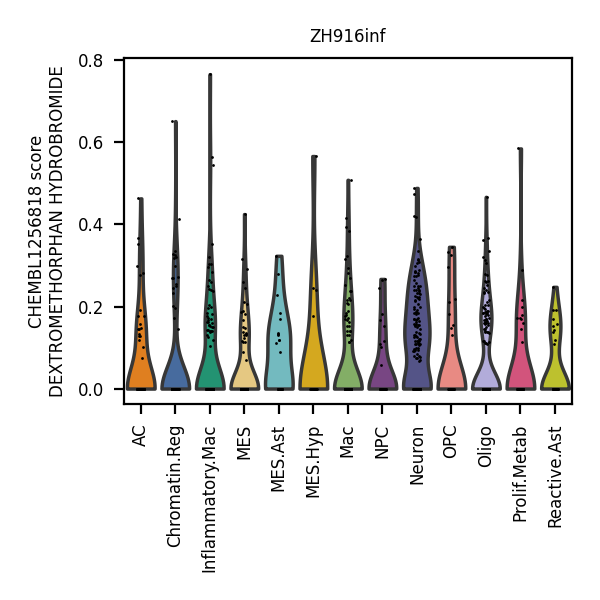 ZH916inf
CHEMBL1256818 score
DEXTROMETHORPHAN HYDROBROMIDE
0.8
0.6
0.4
0.2
0.0
AC
Chromatin.Reg
Inflammatory.Mac
MES
MES.Ast
MES.Hyp
Mac
NPC
Neuron
OPC
Oligo
Prolif.Metab
Reactive.Ast